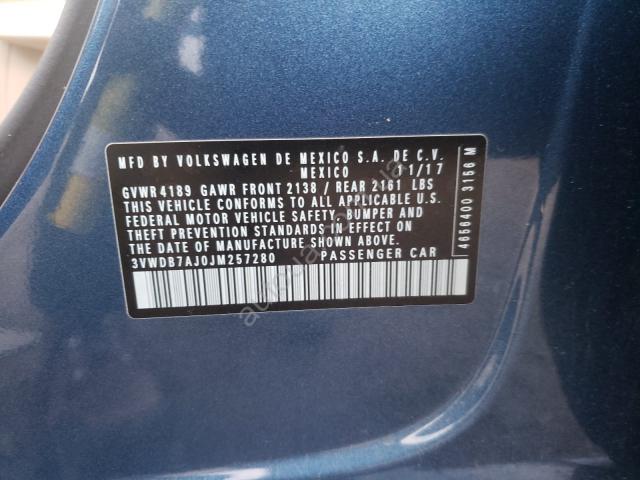 MFD BY VOLKSWAGEN DE MEXICO S.A. DE C.V.
MEXICO 11/17
GVWR4189 GAWR FRONT 2138 / REAR 2161 LBS
THIS VEHICLE CONFORMS TO ALL APPLICABLE U.S.
FEDERAL MOTOR VEHICLE SAFETY, BUMPER AND
THEFT PREVENTION STANDARDS IN EFFECT ON
THE DATE OF MANUFACTURE SHOWN ABOVE.
3VWDB7AJ0JM257280 PASSENGER CAR
4656400 3156 M